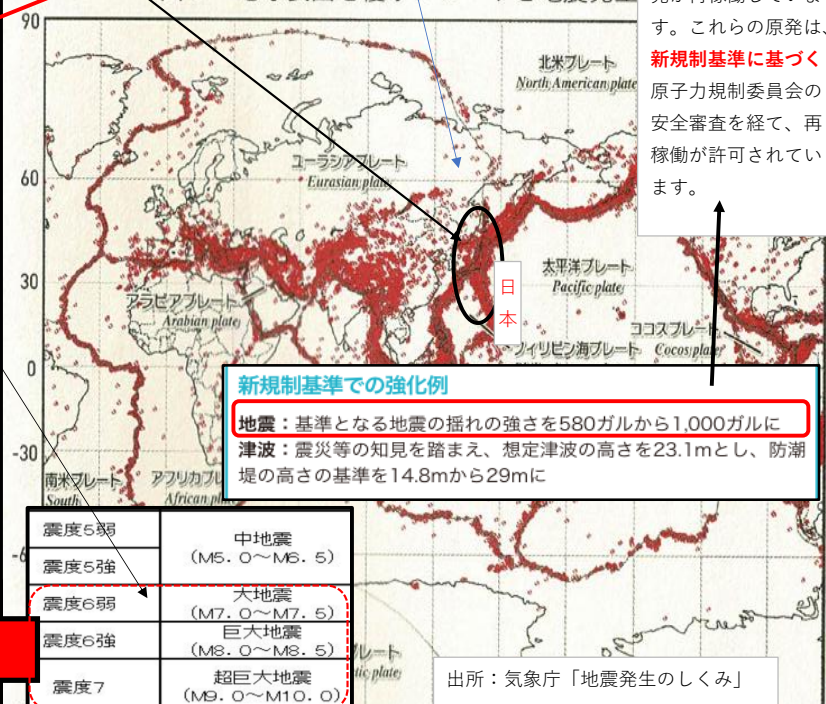 す。これらの原発は、
新規制基準に基づく
原子力規制委員会の
安全審査を経て、再
稼働が許可されてい
ます。
90
60
30
0
-30
北米プレート
North American plate
ユーラシアプレート
Eurasian plate
太平洋プレート
Pacific plate
日
本
アラビアプレート
Arabian plate
ココスプレート
フィリピン海プレート
Cocos plate
新規制基準での強化例
地震：基準となる地震の揺れの強さを580ガルから1,000ガルに
津波：震災等の知見を踏まえ、想定津波の高さを23.1mとし、防潮
堤の高さの基準を14.8mから29mに
南米プレート
South
アフリカプレ
African pl
震度5弱
中地震
(M5.0～M6.5)
震度5強
震度6弱
大地震
(M7.0～M7.5)
震度6強
巨大地震
(M8.0～M8.5)
震度7
超巨大地震
(M9.0～M10.0)
プレート
tic plate
出所：気象庁「地震発生のしくみ」